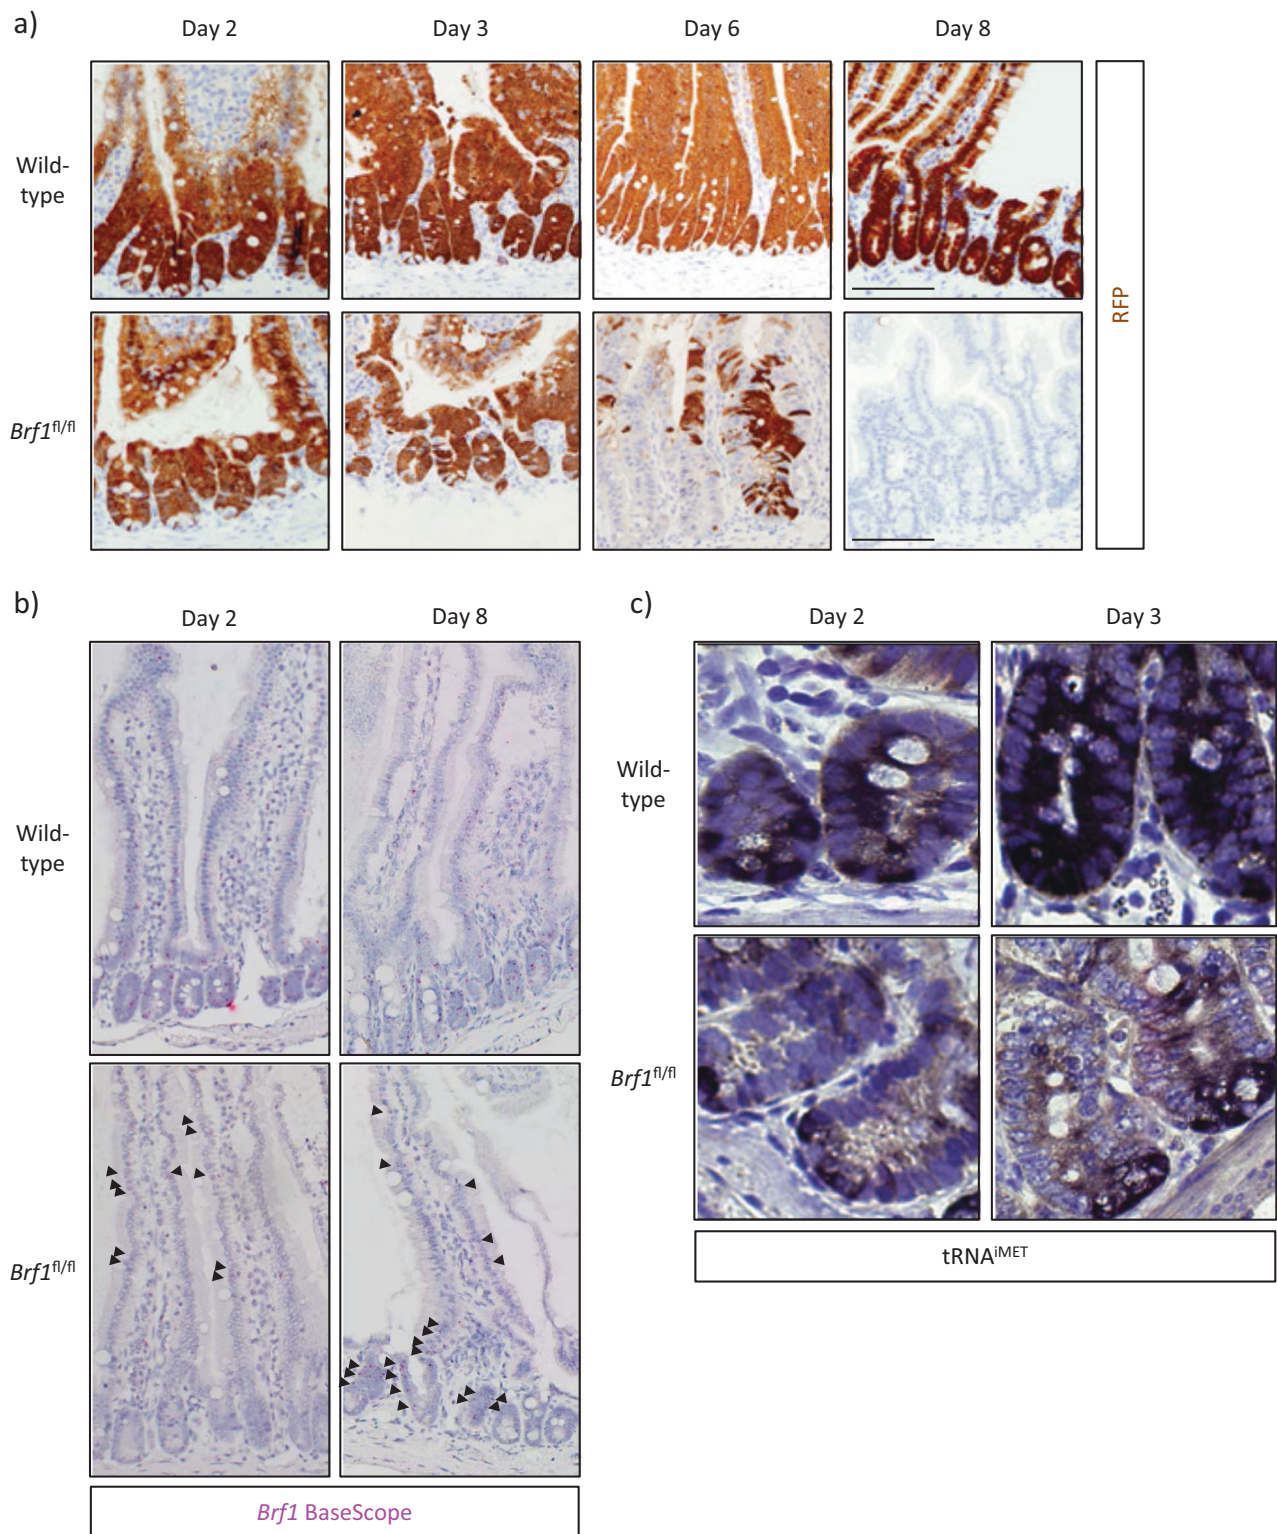 a)
Day 2
Day 3
Day 6
Day 8
Wild-
type
Brf1fl/fl
RFP
b)
Day 2
Day 8
Wild-
type
Brf1fl/fl
Brf1 BaseScope
c)
Day 2
Day 3
Wild-
type
Brf1fl/fl
tRNAiMET